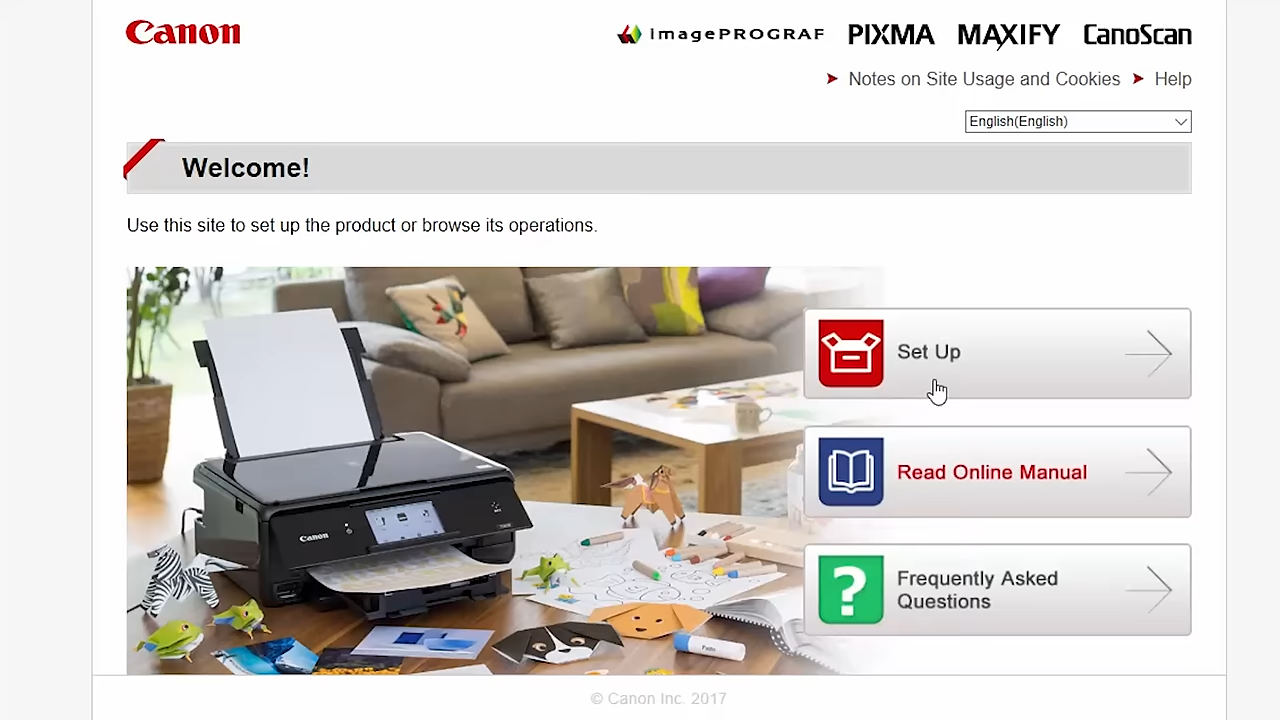 Canon
imagePROGRAF PIXMA MAXIFY CanoScan
Notes on Site Usage and Cookies Help
English(English)
Welcome!
Use this site to set up the product or browse its operations.
Set Up
Read Online Manual
Canon
Frequently Asked
Questions
© Canon Inc. 2017